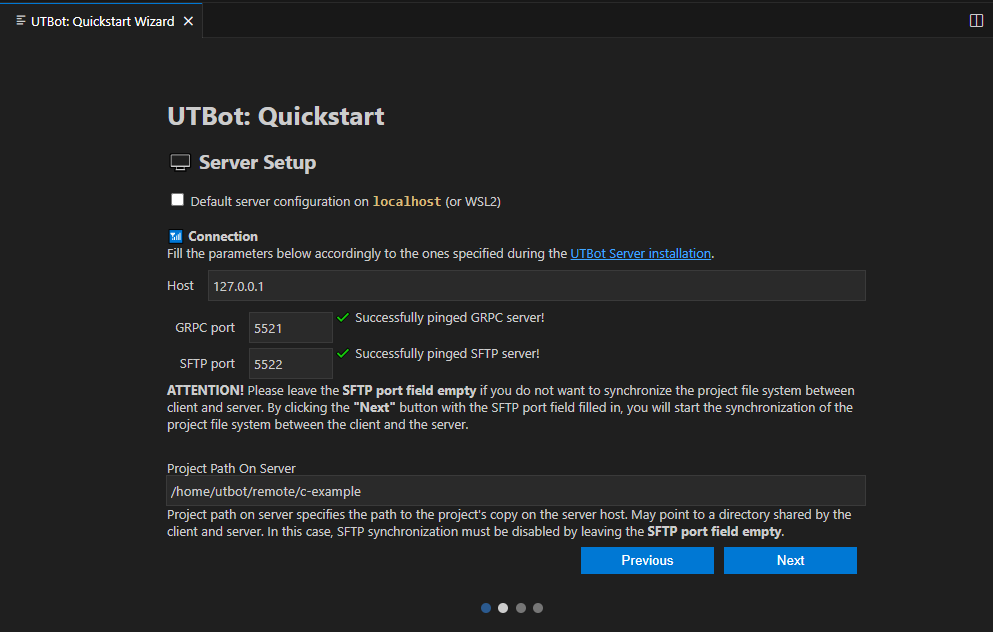 UTBot: Quickstart Wizard
UTBot: Quickstart
Server Setup
Default server configuration on localhost (or WSL2)
Connection
Fill the parameters below accordingly to the ones specified during the UTBot Server installation.
Host 127.0.0.1
GRPC port 5521 Successfully pinged GRPC server!
SFTP port 5522 Successfully pinged SFTP server!
ATTENTION! Please leave the SFTP port field empty if you do not want to synchronize the project file system between
client and server. By clicking the "Next" button with the SFTP port field filled in, you will start the synchronization of the
project file system between the client and the server.
Project Path On Server
/home/utbot/remote/c-example
Project path on server specifies the path to the project's copy on the server host. May point to a directory shared by the
client and server. In this case, SFTP synchronization must be disabled by leaving the SFTP port field empty.
Previous Next